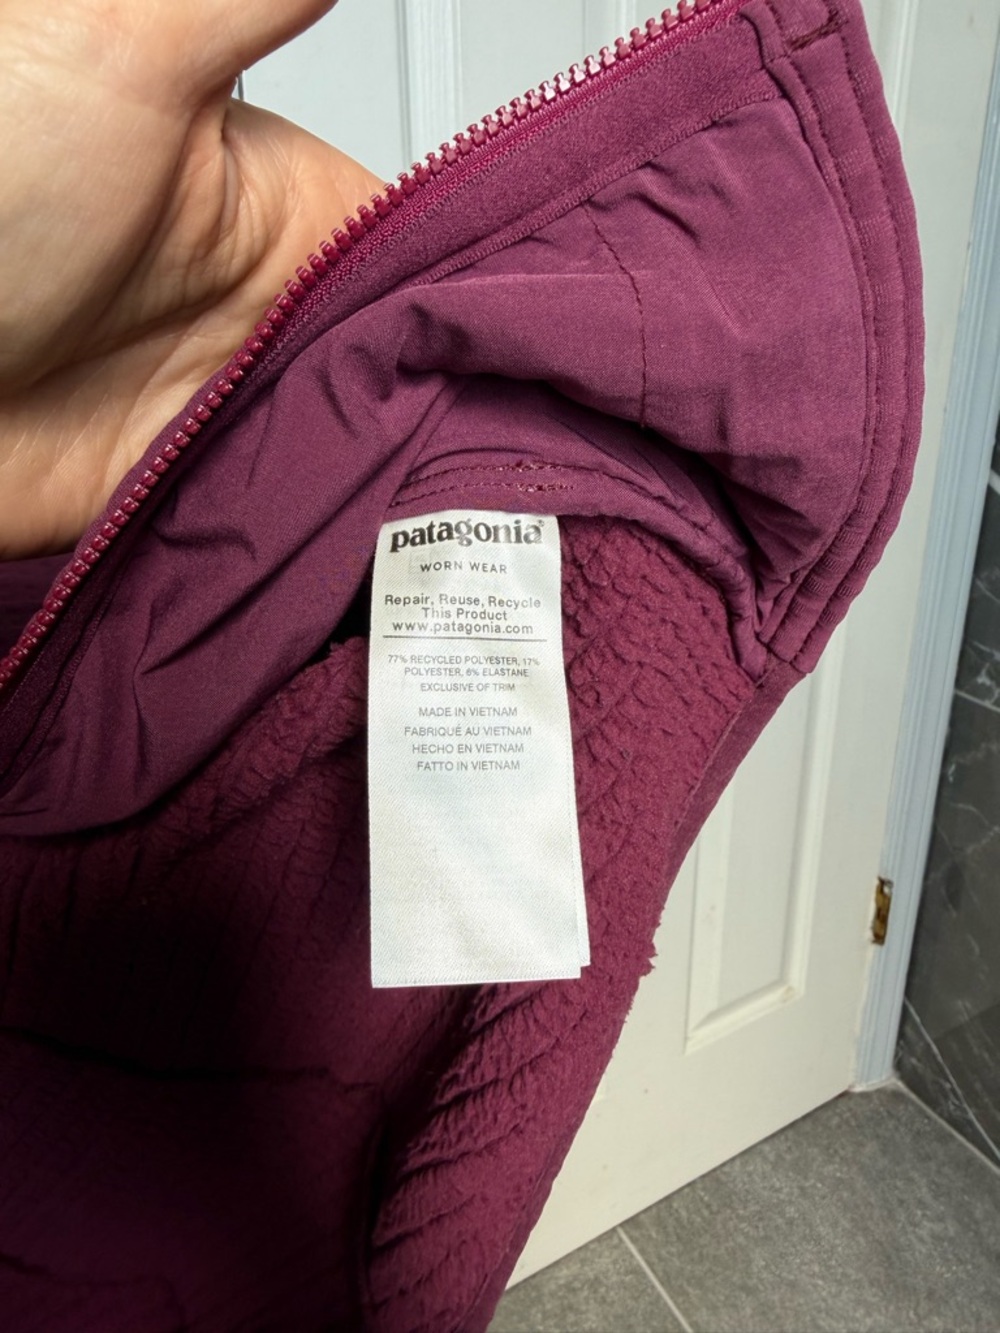 patagonia®
WORN WEAR
Repair, Reuse, Recycle
This Product
www.patagonia.com
77% RECYCLED POLYESTER, 17%
POLYESTER, 6% ELASTANE
EXCLUSIVE OF TRIM
MADE IN VIETNAM
FABRIQUÉ AU VIETNAM
HECHO EN VIETNAM
FATTO IN VIETNAM